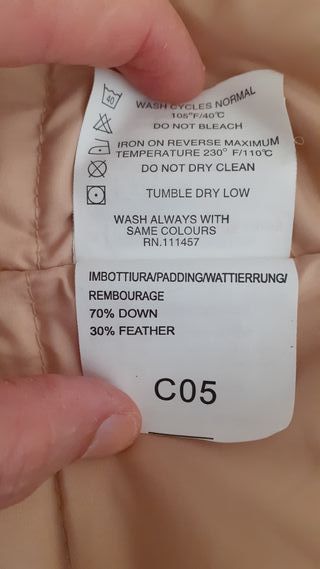 40
WASH CYCLES NORMAL
105°F/40°C
DO NOT BLEACH
IRON ON REVERSE MAXIMUM
TEMPERATURE 230° F/110°C
DO NOT DRY CLEAN
TUMBLE DRY LOW
WASH ALWAYS WITH
SAME COLOURS
RN.111457
IMBOTTIURA/PADDING/WATTIERRUNG/
REMBOURAGE
70% DOWN
30% FEATHER
C05